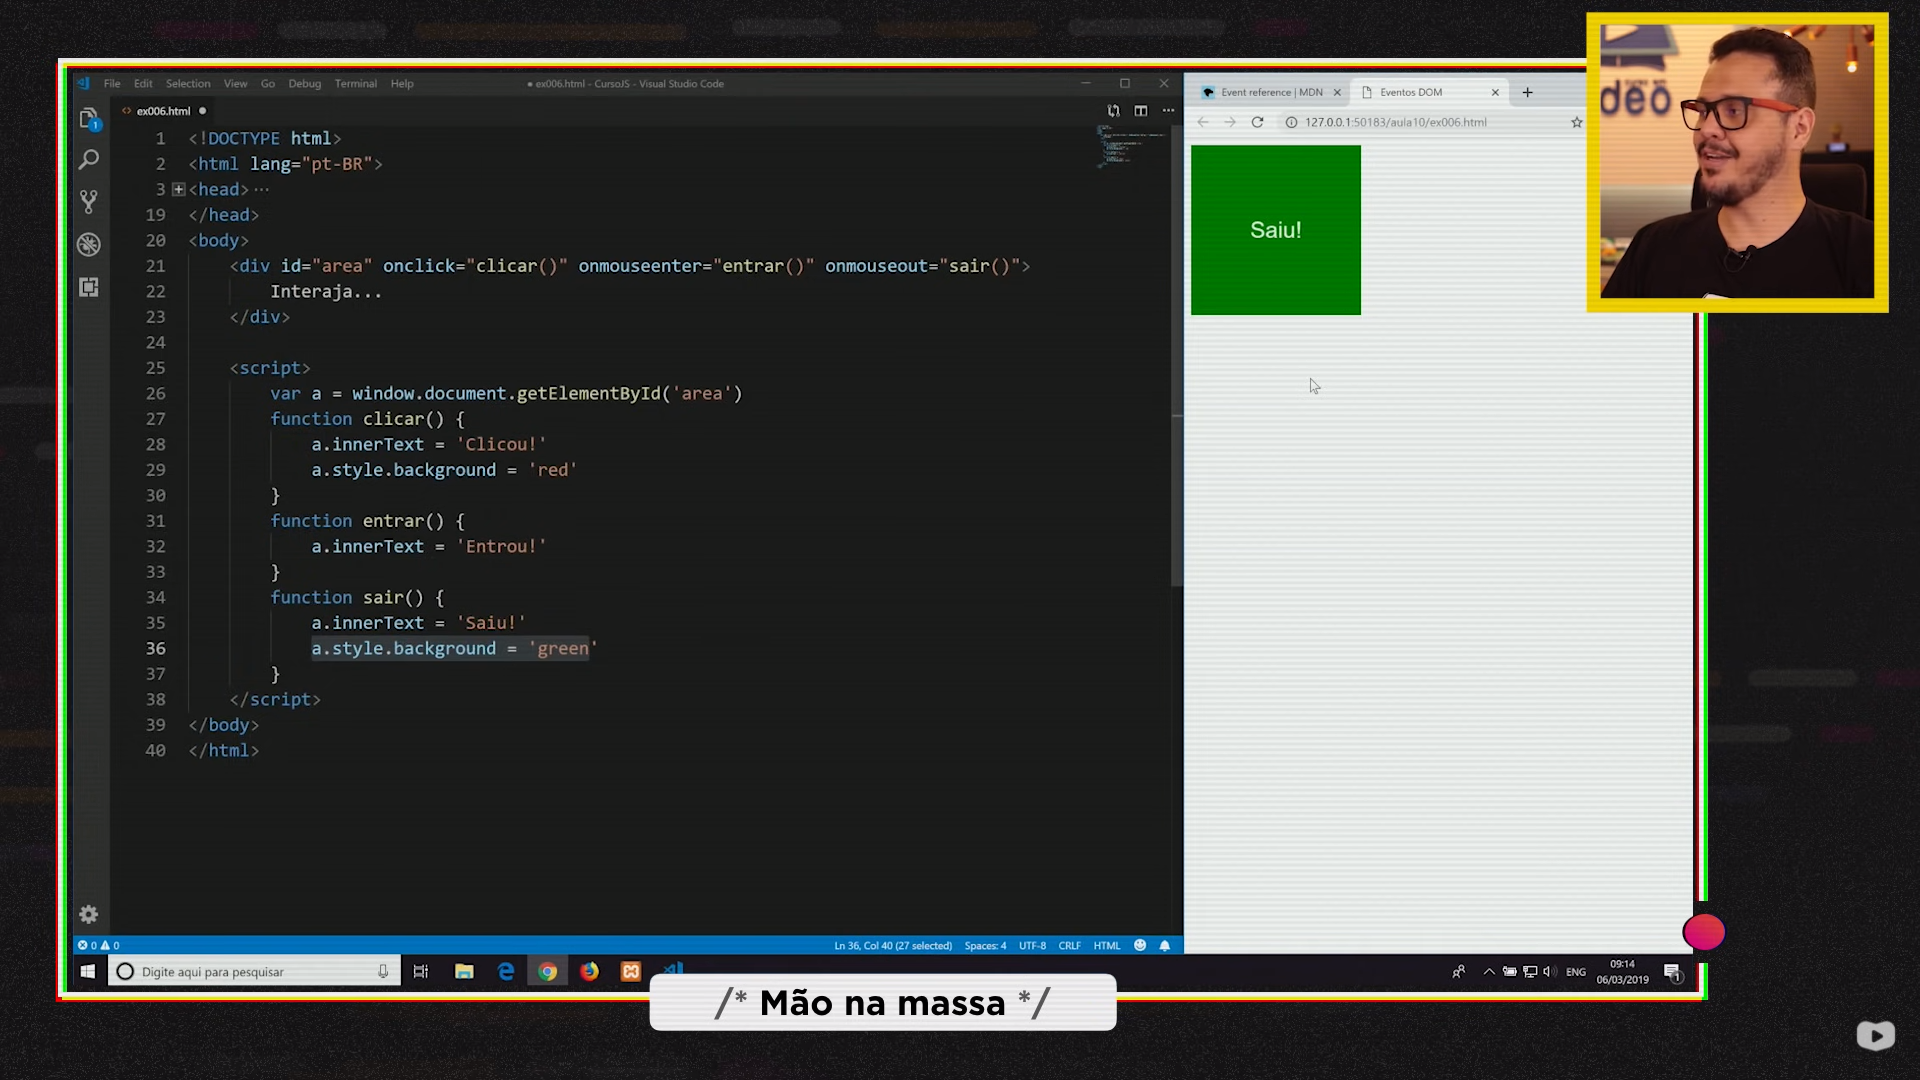 File Edit Selection View Go Debug Terminal Help
● ex006.html - CursoJS - Visual Studio Code
ex006.html ●
1 <!DOCTYPE html>
2 <html lang="pt-BR">
3 <head> ...
19 </head>
20 <body>
21 <div id="area" onclick="clicar()" onmouseenter="entrar()" onmouseout="sair()">
22 Interaja...
23 </div>
24
25 <script>
26 var a = window.document.getElementById('area')
27 function clicar() {
28 a.innerText = 'Clicou!'
29 a.style.background = 'red'
30 }
31 function entrar() {
32 a.innerText = 'Entrou!'
33 }
34 function sair() {
35 a.innerText = 'Saiu!'
36 a.style.background = 'green'
37 }
38 </script>
39 </body>
40 </html>
1
0 0
Ln 36, Col 40 (27 selected) Spaces: 4 UTF-8 CRLF HTML
Event reference | MDN
Eventos DOM
127.0.0.1:50183/aula10/ex006.html
Saiu!
deo
Digite aqui para pesquisar
ENG
09:14
06/03/2019
1
/* Mão na massa */